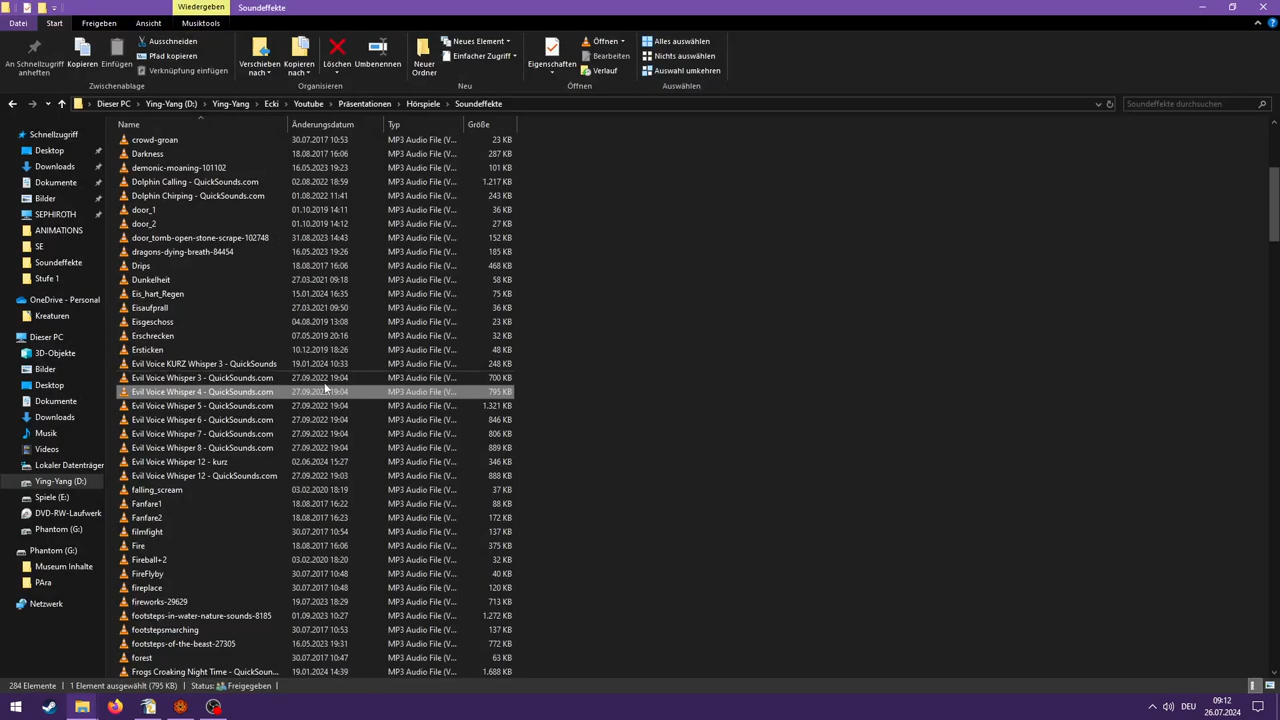 Wiedergeben Soundeffekte
Datei Start Freigeben Ansicht Musiktools
An Schnellzugriff anheften
Kopieren
Einfügen
Ausschneiden
Pfad kopieren
Verknüpfung einfügen
Zwischenablage
Verschieben nach
Kopieren nach
Löschen
Umbenennen
Organisieren
Neuer Ordner
Neues Element
Einfacher Zugriff
Neu
Eigenschaften
Öffnen
Bearbeiten
Verlauf
Öffnen
Alles auswählen
Nichts auswählen
Auswahl umkehren
Auswählen
Dieser PC Ying-Yang (D:) Ying-Yang Ecki Youtube Präsentationen Hörspiele Soundeffekte
Soundeffekte durchsuchen
Schnellzugriff
Desktop
Downloads
Dokumente
Bilder
SEPHIROTH
ANIMATIONS
SE
Soundeffekte
Stufe 1
OneDrive - Personal
Kreaturen
Dieser PC
3D-Objekte
Bilder
Desktop
Dokumente
Downloads
Musik
Videos
Lokaler Datenträger
Ying-Yang (D:)
Spiele (E:)
DVD-RW-Laufwerk
Phantom (G:)
Phantom (G:)
Museum Inhalte
PAra
Netzwerk
Name Änderungsdatum Typ Größe
crowd-groan 30.07.2017 10:53 MP3 Audio File (V... 23 KB
Darkness 18.08.2017 16:06 MP3 Audio File (V... 287 KB
demonic-moaning-101102 16.05.2023 19:23 MP3 Audio File (V... 101 KB
Dolphin Calling - QuickSounds.com 02.08.2022 18:59 MP3 Audio File (V... 1.217 KB
Dolphin Chirping - QuickSounds.com 01.08.2022 11:41 MP3 Audio File (V... 243 KB
door_1 01.10.2019 14:11 MP3 Audio File (V... 36 KB
door_2 01.10.2019 14:12 MP3 Audio File (V... 27 KB
door_tomb-open-stone-scrape-102748 31.08.2023 14:43 MP3 Audio File (V... 152 KB
dragons-dying-breath-84454 16.05.2023 19:26 MP3 Audio File (V... 185 KB
Drips 18.08.2017 16:06 MP3 Audio File (V... 468 KB
Dunkelheit 27.03.2021 09:18 MP3 Audio File (V... 58 KB
Eis_hart_Regen 15.01.2024 16:35 MP3 Audio File (V... 75 KB
Eisaufprall 27.03.2021 09:50 MP3 Audio File (V... 36 KB
Eisgeschoss 04.08.2019 13:08 MP3 Audio File (V... 23 KB
Erschrecken 07.05.2019 20:16 MP3 Audio File (V... 32 KB
Ersticken 10.12.2019 18:26 MP3 Audio File (V... 48 KB
Evil Voice KURZ Whisper 3 - QuickSounds 19.01.2024 10:33 MP3 Audio File (V... 248 KB
Evil Voice Whisper 3 - QuickSounds.com 27.09.2022 19:04 MP3 Audio File (V... 700 KB
Evil Voice Whisper 4 - QuickSounds.com 27.09.2022 19:04 MP3 Audio File (V... 795 KB
Evil Voice Whisper 5 - QuickSounds.com 27.09.2022 19:04 MP3 Audio File (V... 1.321 KB
Evil Voice Whisper 6 - QuickSounds.com 27.09.2022 19:04 MP3 Audio File (V... 846 KB
Evil Voice Whisper 7 - QuickSounds.com 27.09.2022 19:04 MP3 Audio File (V... 806 KB
Evil Voice Whisper 8 - QuickSounds.com 27.09.2022 19:04 MP3 Audio File (V... 889 KB
Evil Voice Whisper 12 - kurz 02.06.2024 15:27 MP3 Audio File (V... 346 KB
Evil Voice Whisper 12 - QuickSounds.com 27.09.2022 19:03 MP3 Audio File (V... 888 KB
falling_scream 03.02.2020 18:19 MP3 Audio File (V... 37 KB
Fanfare1 18.08.2017 16:22 MP3 Audio File (V... 88 KB
Fanfare2 18.08.2017 16:23 MP3 Audio File (V... 172 KB
filmfight 30.07.2017 10:54 MP3 Audio File (V... 137 KB
Fire 18.08.2017 16:06 MP3 Audio File (V... 375 KB
Fireball+2 03.02.2020 18:20 MP3 Audio File (V... 32 KB
FireFlyby 30.07.2017 10:48 MP3 Audio File (V... 40 KB
fireplace 30.07.2017 10:48 MP3 Audio File (V... 120 KB
fireworks-29629 19.07.2023 18:29 MP3 Audio File (V... 713 KB
footsteps-in-water-nature-sounds-8185 01.09.2023 10:27 MP3 Audio File (V... 1.272 KB
footstepsmarching 30.07.2017 10:53 MP3 Audio File (V... 137 KB
footsteps-of-the-beast-27305 16.05.2023 19:31 MP3 Audio File (V... 772 KB
forest 30.07.2017 10:47 MP3 Audio File (V... 63 KB
Frogs Croaking Night Time - QuickSoun... 19.01.2024 14:39 MP3 Audio File (V... 1.688 KB
284 Elemente 1 Element ausgewählt (795 KB) Status: Freigegeben
DEU
09:12
26.07.2024